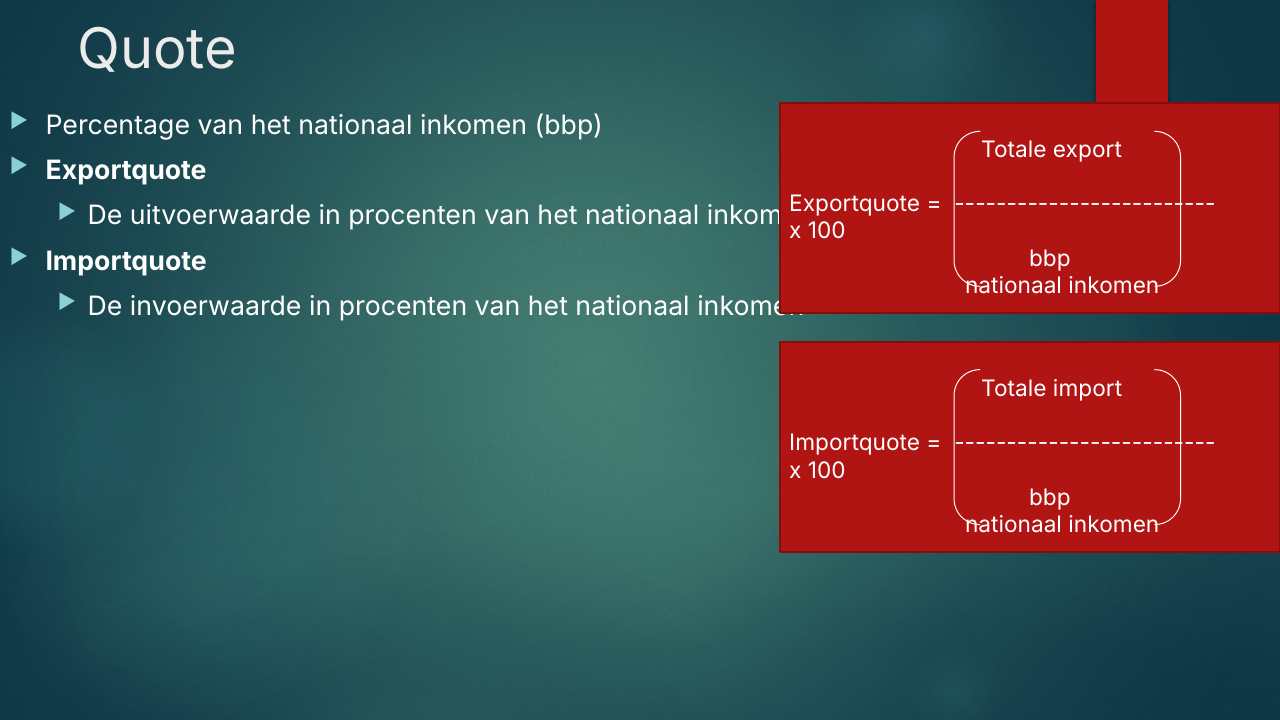 Quote
Percentage van het nationaal inkomen (bbp)
Exportquote
De uitvoerwaarde in procenten van het nationaal inkom
Importquote
De invoerwaarde in procenten van het nationaal inkomen
Totale export
Exportquote = --------------------
x 100
bbp
nationaal inkomen
Totale import
Importquote = --------------------
x 100
bbp
nationaal inkomen